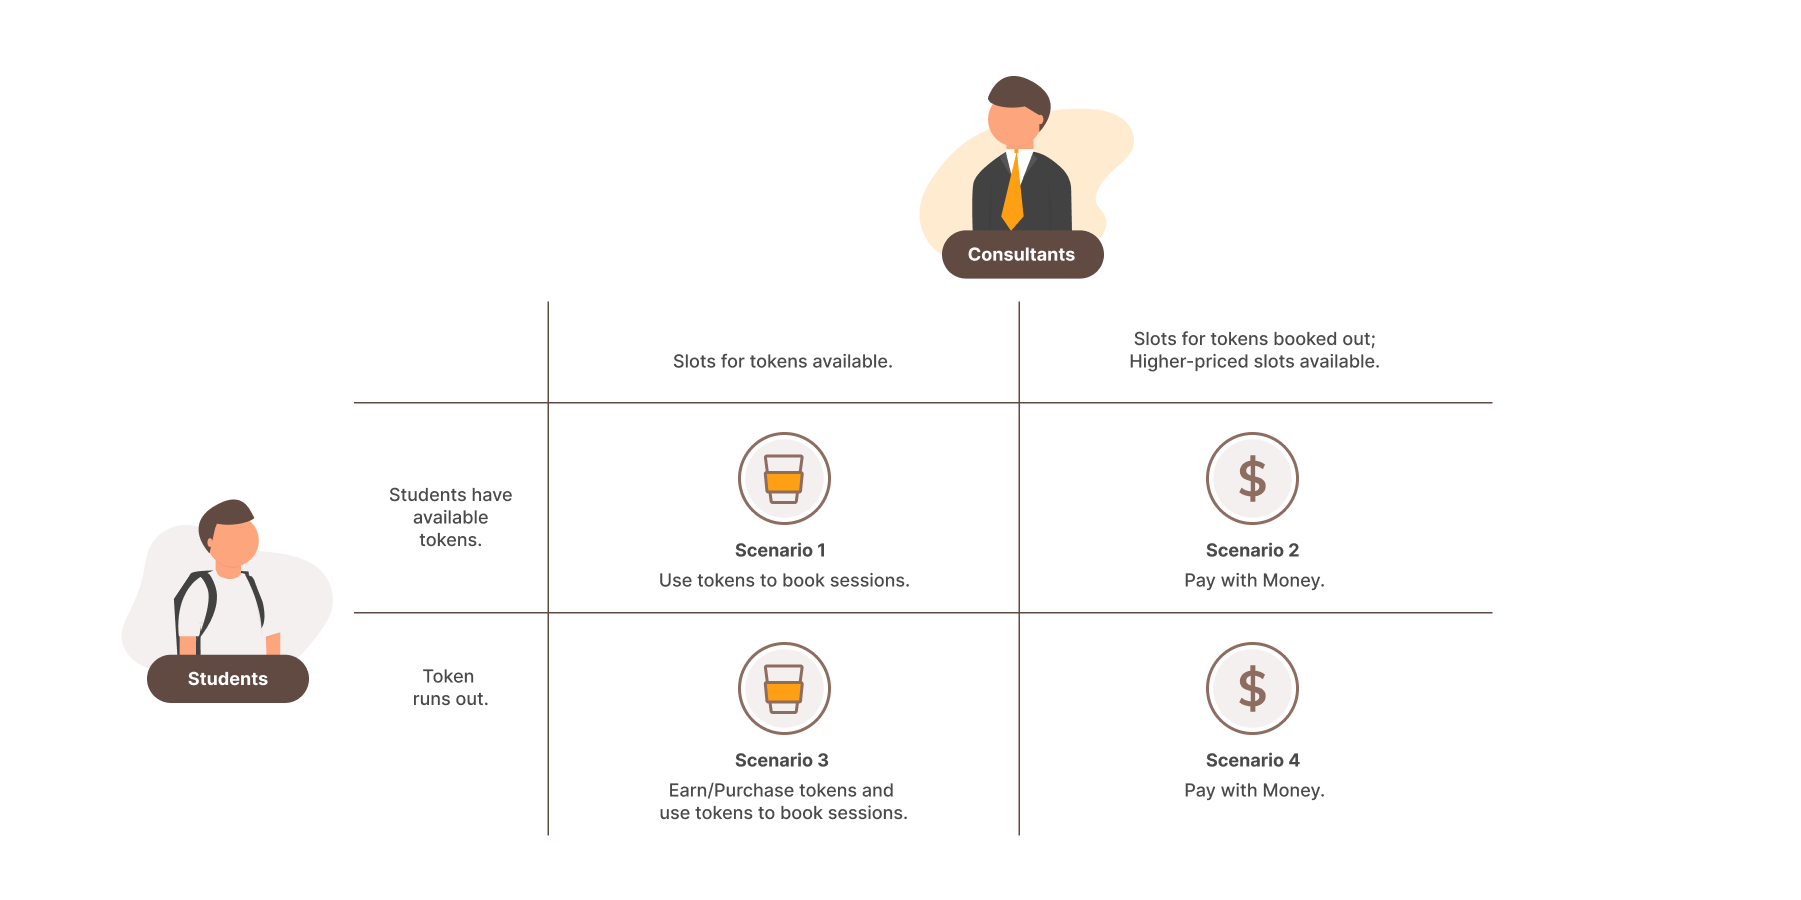 Consultants
Slots for tokens available.
Slots for tokens booked out;
Higher-priced slots available.
Students have
available
tokens.
Scenario 1
Use tokens to book sessions.
Scenario 2
Pay with Money.
Students
Token
runs out.
Scenario 3
Earn/Purchase tokens and
use tokens to book sessions.
Scenario 4
Pay with Money.